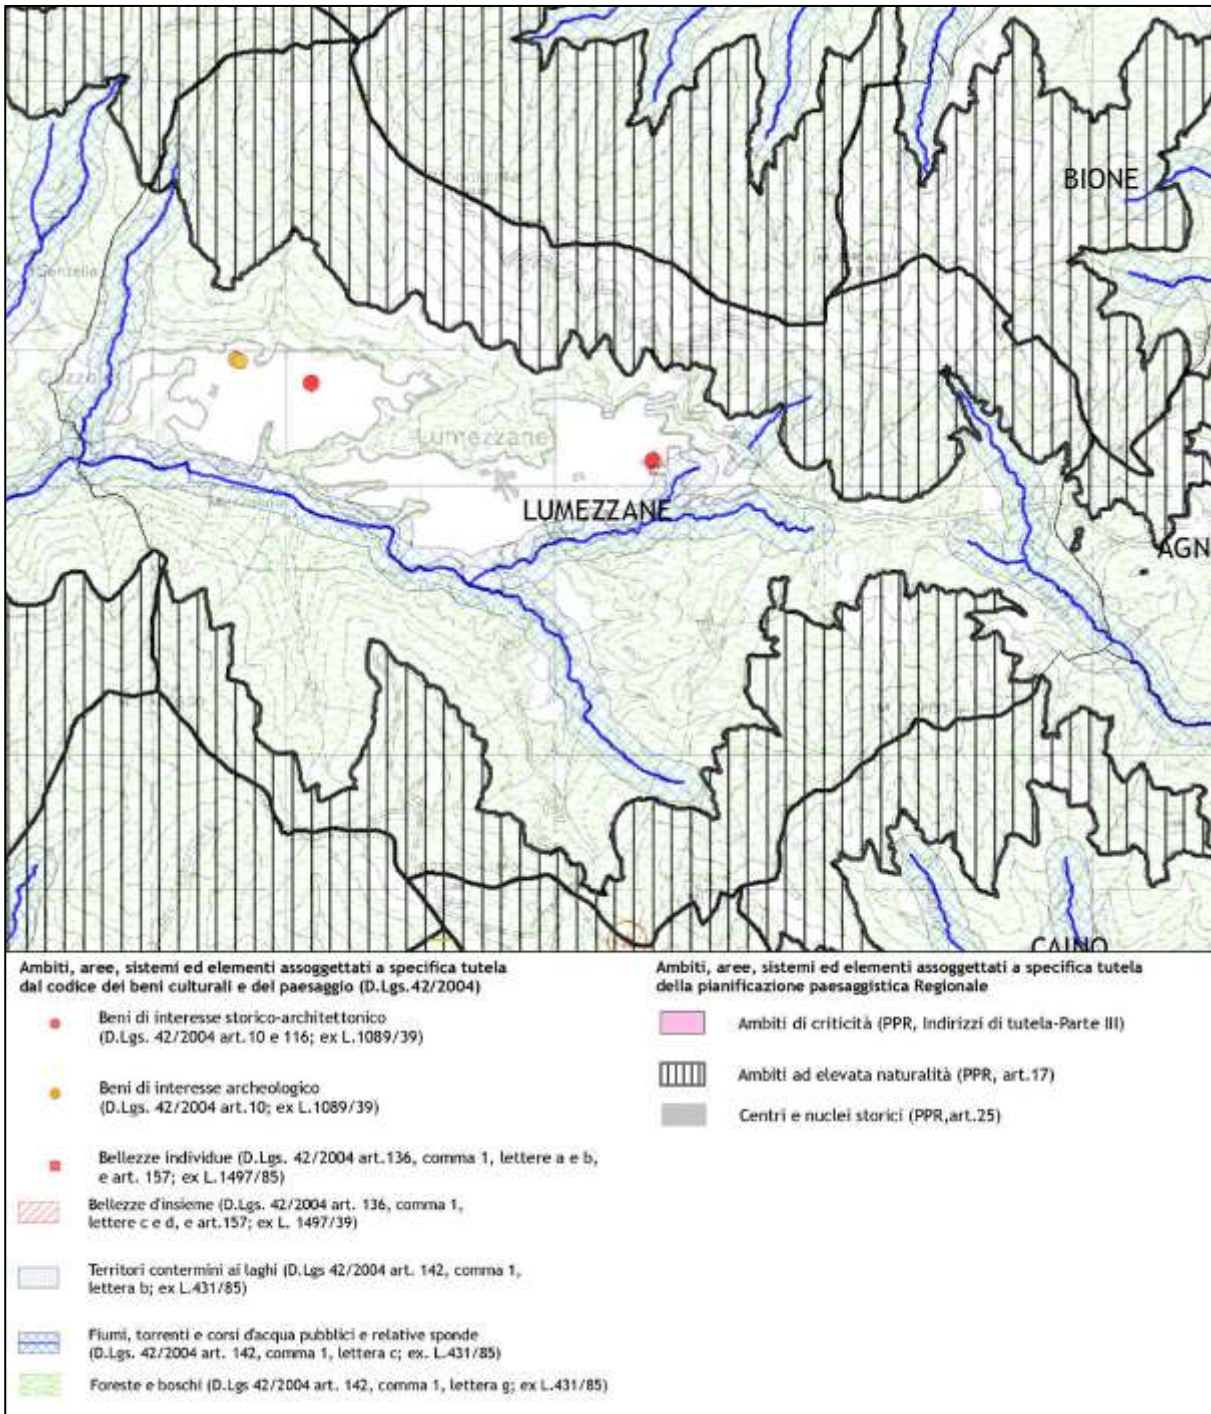 BIONE
Lumezzane
LUMEZZANE
AGN
CAINO
Ambiti, aree, sistemi ed elementi assoggettati a specifica tutela
dal codice dei beni culturali e del paesaggio (D.Lgs.42/2004)
Beni di interesse storico-architettonico
(D.Lgs. 42/2004 art.10 e 116; ex L.1089/39)
Beni di interesse archeologico
(D.Lgs. 42/2004 art.10; ex L.1089/39)
Bellezze individue (D.Lgs. 42/2004 art.136, comma 1, lettere a e b,
e art. 157; ex L.1497/85)
Bellezze d'insieme (D.Lgs. 42/2004 art. 136, comma 1,
lettere c e d, e art.157; ex L. 1497/39)
Territori contermini ai laghi (D.Lgs 42/2004 art. 142, comma 1,
lettera b; ex L.431/85)
Fiumi, torrenti e corsi d'acqua pubblici e relative sponde
(D.Lgs. 42/2004 art. 142, comma 1, lettera c; ex. L.431/85)
Foreste e boschi (D.Lgs 42/2004 art. 142, comma 1, lettera g; ex L.431/85)
Ambiti, aree, sistemi ed elementi assoggettati a specifica tutela
della pianificazione paesaggistica Regionale
Ambiti di criticità (PPR, Indirizzi di tutela-Parte III)
Ambiti ad elevata naturalità (PPR, art.17)
Centri e nuclei storici (PPR,art.25)